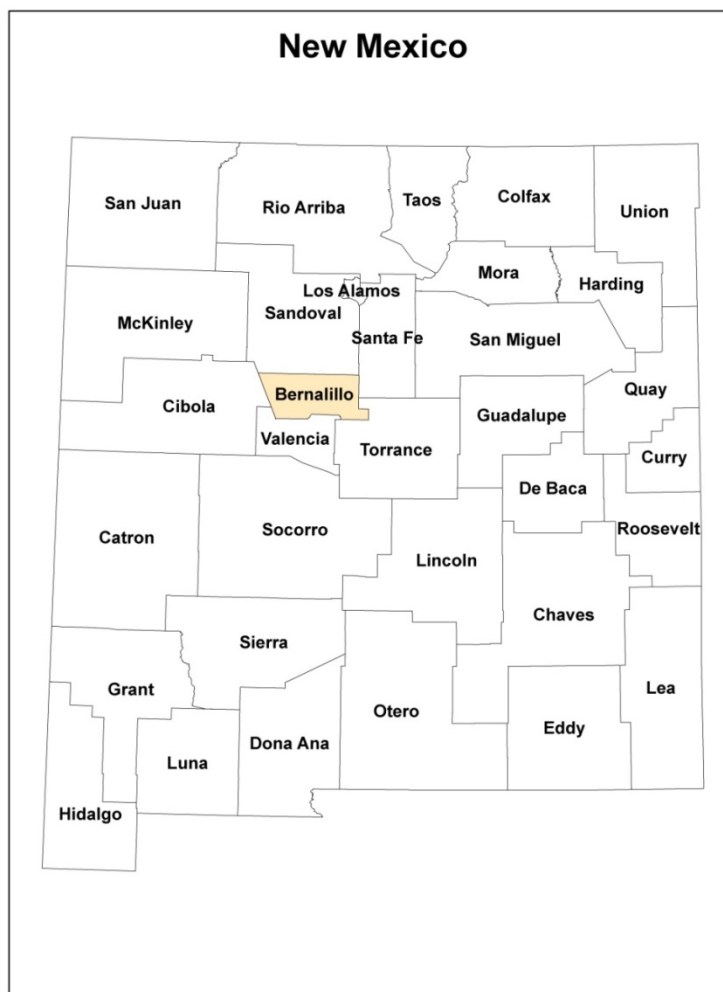 New Mexico
San Juan
Rio Arriba
Taos
Colfax
Union
Mora
Harding
Los Alamos
Sandoval
McKinley
Santa Fe
San Miguel
Bernalillo
Quay
Cibola
Guadalupe
Valencia
Torrance
Curry
De Baca
Roosevelt
Catron
Socorro
Lincoln
Chaves
Sierra
Grant
Lea
Otero
Eddy
Dona Ana
Luna
Hidalgo